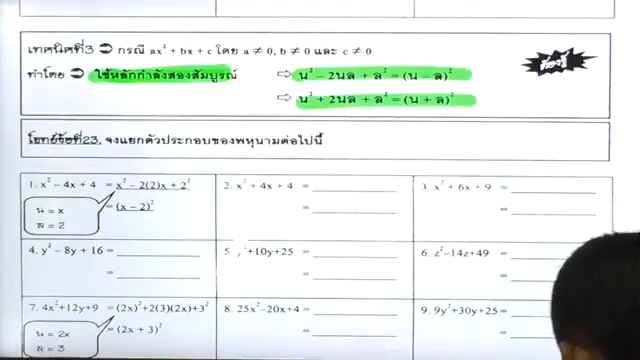 เทคนิคที่3 ⊃ กรณี ax² + bx + c โดย a ≠ 0, b ≠ 0 และ c ≠ 0
ทำโดย ⊃ ใช้หลักกำลังสองสัมบูรณ์ ⇨ น² − 2นล + ล² = (น − ล)²
⇨ น² + 2นล + ล² = (น + ล)²
โจทย์ข้อที่23. จงแยกตัวประกอบของพหุนามต่อไปนี้
1. x² − 4x + 4 = x² − 2(2)x + 2²
= (x − 2)²
น = x
ล = 2
2. x² + 4x + 4 =
=
3. x² + 6x + 9 =
=
4. y² − 8y + 16 =
=
5 ²+10y+25 =
=
6. z²−14z+49 =
=
7. 4x²+12y+9 = (2x)²+2(3)(2x)+3²
= (2x + 3)²
น = 2x
ล = 3
8. 25x²−20x+4 =
=
9. 9y²+30y+25 =
=